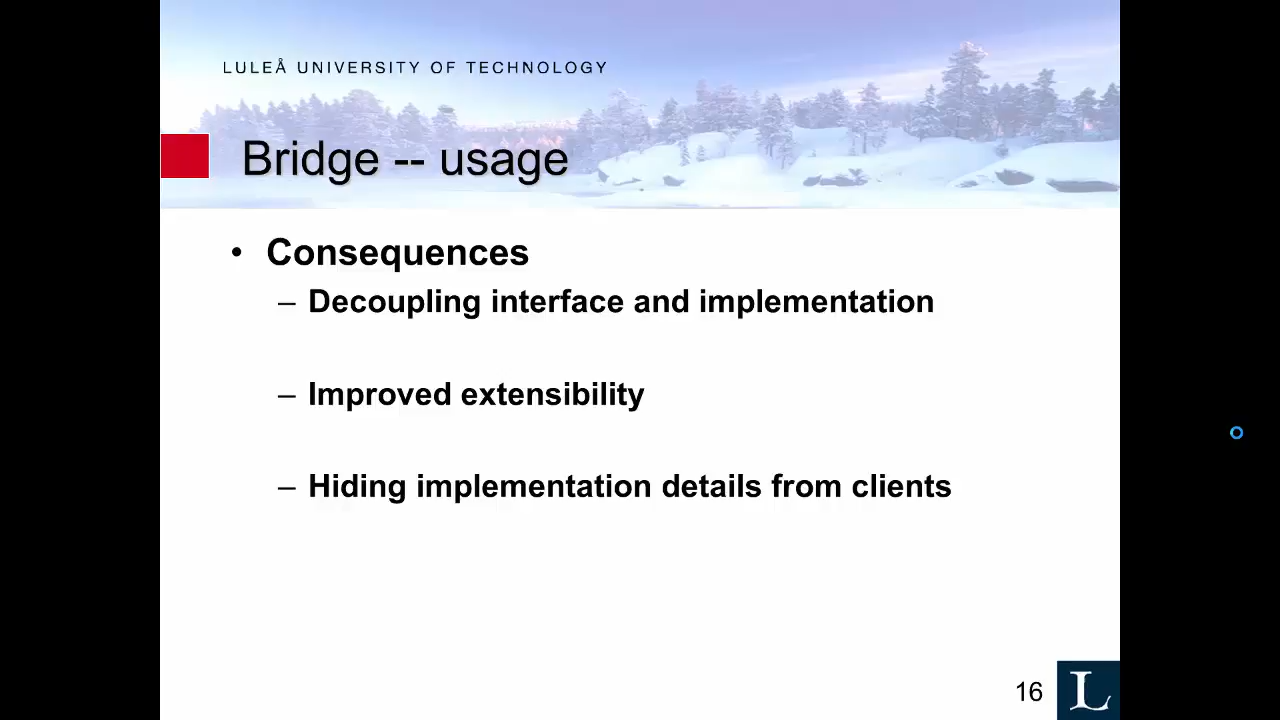 LULEÅ UNIVERSITY OF TECHNOLOGY
Bridge -- usage
• Consequences
– Decoupling interface and implementation
– Improved extensibility
– Hiding implementation details from clients
16
L